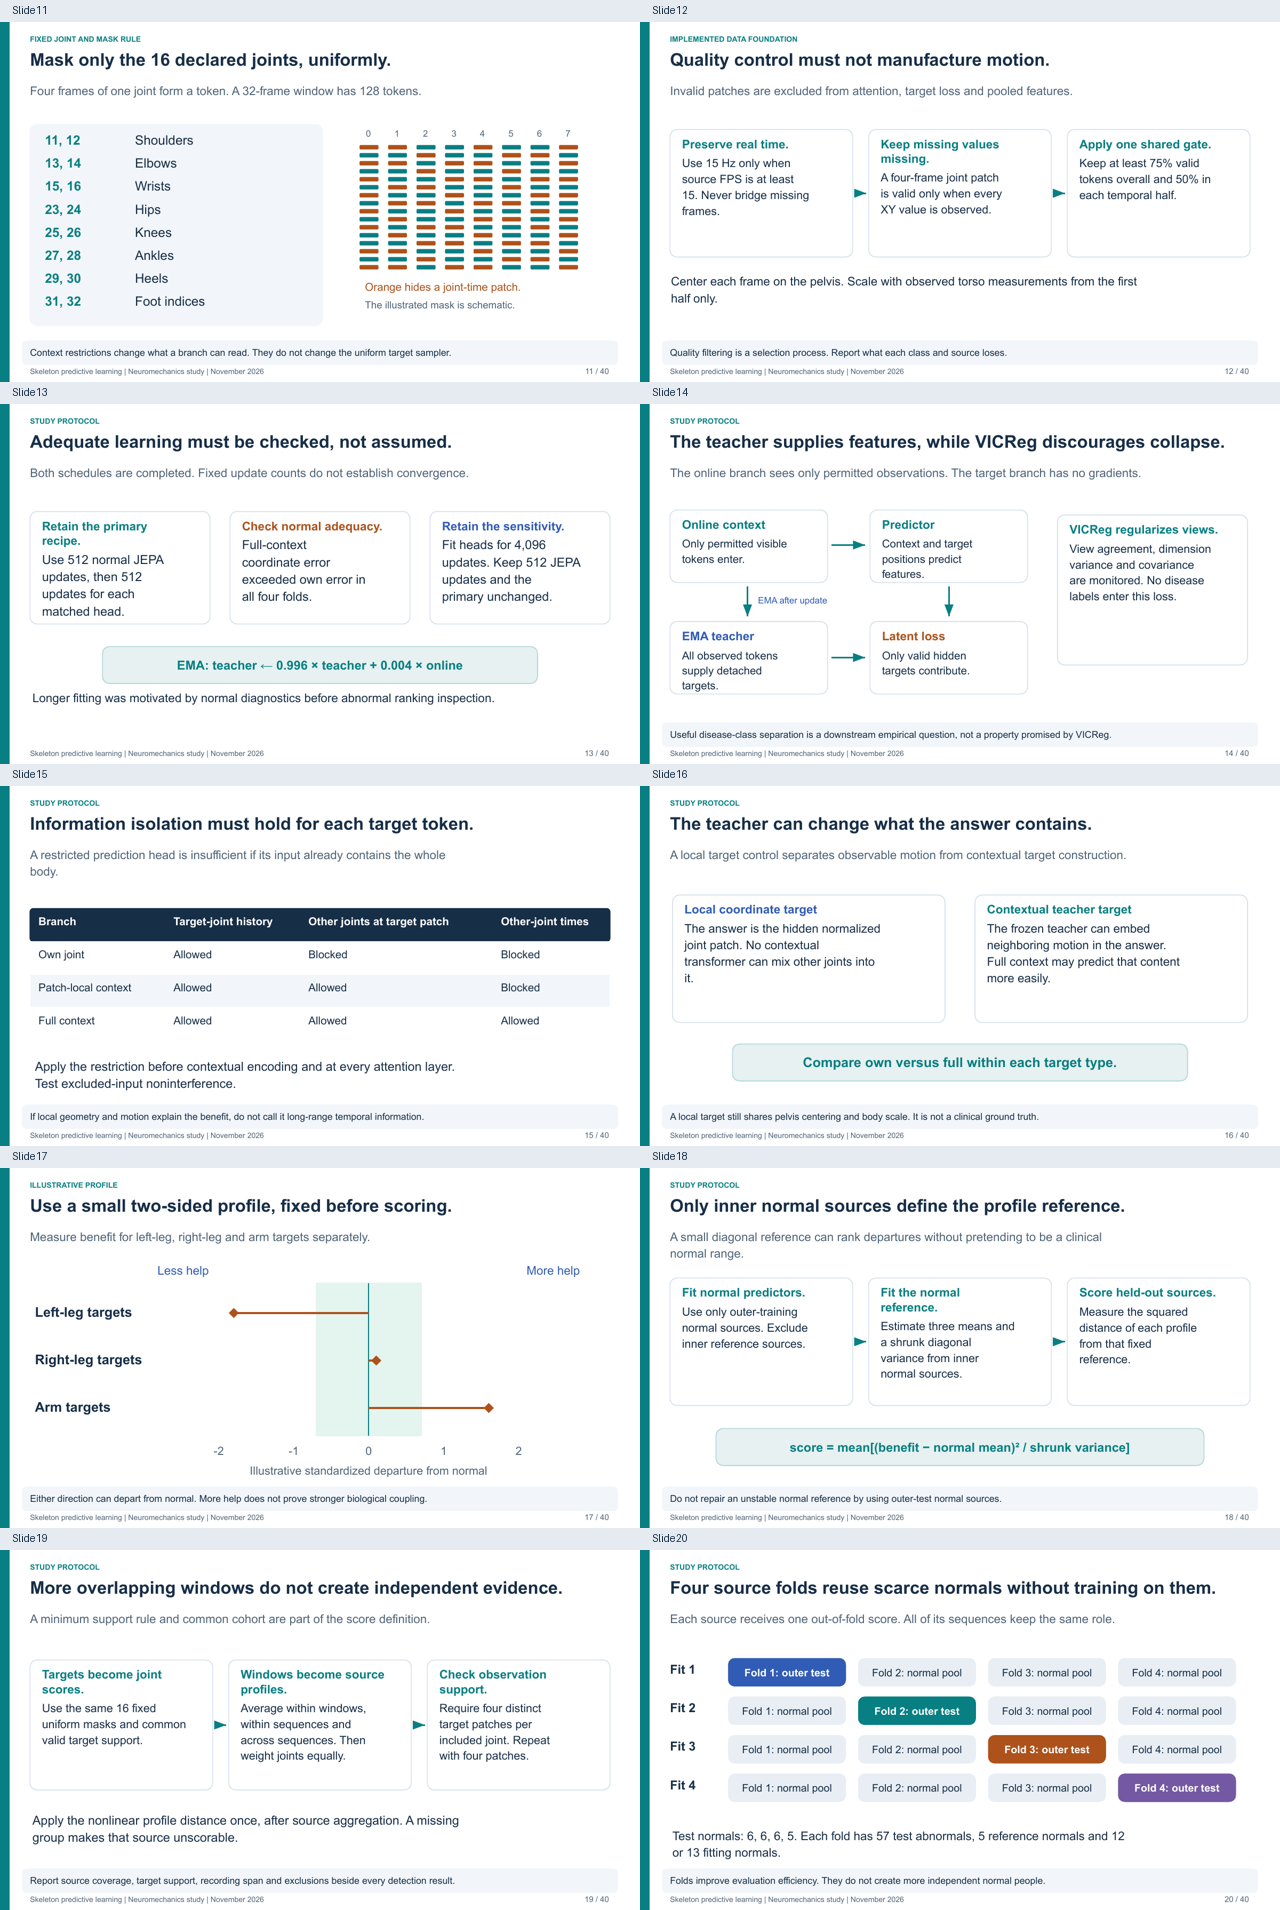 Slide11
FIXED JOINT AND MASK RULE
Mask only the 16 declared joints, uniformly.
Four frames of one joint form a token. A 32-frame window has 128 tokens.
11, 12 Shoulders
13, 14 Elbows
15, 16 Wrists
23, 24 Hips
25, 26 Knees
27, 28 Ankles
29, 30 Heels
31, 32 Foot indices
0 1 2 3 4 5 6 7
Orange hides a joint-time patch.
The illustrated mask is schematic.
Context restrictions change what a branch can read. They do not change the uniform target sampler.
Skeleton predictive learning | Neuromechanics study | November 2026
11 / 40
Slide12
IMPLEMENTED DATA FOUNDATION
Quality control must not manufacture motion.
Invalid patches are excluded from attention, target loss and pooled features.
Preserve real time.
Use 15 Hz only when
source FPS is at least
15. Never bridge missing
frames.
Keep missing values
missing.
A four-frame joint patch
is valid only when every
XY value is observed.
Apply one shared gate.
Keep at least 75% valid
tokens overall and 50% in
each temporal half.
Center each frame on the pelvis. Scale with observed torso measurements from the first
half only.
Quality filtering is a selection process. Report what each class and source loses.
Skeleton predictive learning | Neuromechanics study | November 2026
12 / 40
Slide13
STUDY PROTOCOL
Adequate learning must be checked, not assumed.
Both schedules are completed. Fixed update counts do not establish convergence.
Retain the primary
recipe.
Use 512 normal JEPA
updates, then 512
updates for each
matched head.
Check normal adequacy.
Full-context
coordinate error
exceeded own error in
all four folds.
Retain the sensitivity.
Fit heads for 4,096
updates. Keep 512 JEPA
updates and the
primary unchanged.
EMA: teacher ← 0.996 × teacher + 0.004 × online
Longer fitting was motivated by normal diagnostics before abnormal ranking inspection.
Skeleton predictive learning | Neuromechanics study | November 2026
13 / 40
Slide14
STUDY PROTOCOL
The teacher supplies features, while VICReg discourages collapse.
The online branch sees only permitted observations. The target branch has no gradients.
Online context
Only permitted visible
tokens enter.
Predictor
Context and target
positions predict
features.
VICReg regularizes views.
View agreement, dimension
variance and covariance
are monitored. No disease
labels enter this loss.
EMA after update
EMA teacher
All observed tokens
supply detached
targets.
Latent loss
Only valid hidden
targets contribute.
Useful disease-class separation is a downstream empirical question, not a property promised by VICReg.
Skeleton predictive learning | Neuromechanics study | November 2026
14 / 40
Slide15
STUDY PROTOCOL
Information isolation must hold for each target token.
A restricted prediction head is insufficient if its input already contains the whole
body.
Branch Target-joint history Other joints at target patch Other-joint times
Own joint Allowed Blocked Blocked
Patch-local context Allowed Allowed Blocked
Full context Allowed Allowed Allowed
Apply the restriction before contextual encoding and at every attention layer.
Test excluded-input noninterference.
If local geometry and motion explain the benefit, do not call it long-range temporal information.
Skeleton predictive learning | Neuromechanics study | November 2026
15 / 40
Slide16
STUDY PROTOCOL
The teacher can change what the answer contains.
A local target control separates observable motion from contextual target construction.
Local coordinate target
The answer is the hidden normalized
joint patch. No contextual
transformer can mix other joints into
it.
Contextual teacher target
The frozen teacher can embed
neighboring motion in the answer.
Full context may predict that content
more easily.
Compare own versus full within each target type.
A local target still shares pelvis centering and body scale. It is not a clinical ground truth.
Skeleton predictive learning | Neuromechanics study | November 2026
16 / 40
Slide17
ILLUSTRATIVE PROFILE
Use a small two-sided profile, fixed before scoring.
Measure benefit for left-leg, right-leg and arm targets separately.
Less help More help
Left-leg targets
Right-leg targets
Arm targets
-2 -1 0 1 2
Illustrative standardized departure from normal
Either direction can depart from normal. More help does not prove stronger biological coupling.
Skeleton predictive learning | Neuromechanics study | November 2026
17 / 40
Slide18
STUDY PROTOCOL
Only inner normal sources define the profile reference.
A small diagonal reference can rank departures without pretending to be a clinical
normal range.
Fit normal predictors.
Use only outer-training
normal sources. Exclude
inner reference sources.
Fit the normal
reference.
Estimate three means and
a shrunk diagonal
variance from inner
normal sources.
Score held-out sources.
Measure the squared
distance of each profile
from that fixed
reference.
score = mean[(benefit − normal mean)² / shrunk variance]
Do not repair an unstable normal reference by using outer-test normal sources.
Skeleton predictive learning | Neuromechanics study | November 2026
18 / 40
Slide19
STUDY PROTOCOL
More overlapping windows do not create independent evidence.
A minimum support rule and common cohort are part of the score definition.
Targets become joint
scores.
Use the same 16 fixed
uniform masks and common
valid target support.
Windows become source
profiles.
Average within windows,
within sequences and
across sequences. Then
weight joints equally.
Check observation
support.
Require four distinct
target patches per
included joint. Repeat
with four patches.
Apply the nonlinear profile distance once, after source aggregation. A missing
group makes that source unscorable.
Report source coverage, target support, recording span and exclusions beside every detection result.
Skeleton predictive learning | Neuromechanics study | November 2026
19 / 40
Slide20
STUDY PROTOCOL
Four source folds reuse scarce normals without training on them.
Each source receives one out-of-fold score. All of its sequences keep the same role.
Fit 1 Fold 1: outer test Fold 2: normal pool Fold 3: normal pool Fold 4: normal pool
Fit 2 Fold 1: normal pool Fold 2: outer test Fold 3: normal pool Fold 4: normal pool
Fit 3 Fold 1: normal pool Fold 2: normal pool Fold 3: outer test Fold 4: normal pool
Fit 4 Fold 1: normal pool Fold 2: normal pool Fold 3: normal pool Fold 4: outer test
Test normals: 6, 6, 6, 5. Each fold has 57 test abnormals, 5 reference normals and 12
or 13 fitting normals.
Folds improve evaluation efficiency. They do not create more independent normal people.
Skeleton predictive learning | Neuromechanics study | November 2026
20 / 40